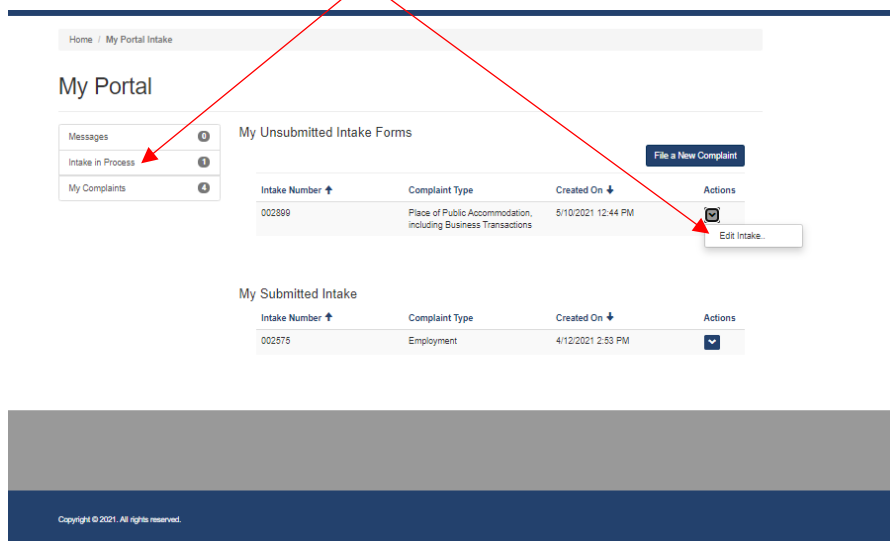 Home / My Portal Intake
My Portal
Messages 0
Intake in Process 1
My Complaints 4
My Unsubmitted Intake Forms
File a New Complaint
Intake Number ↑ Complaint Type Created On ↓ Actions
002899 Place of Public Accommodation, 5/10/2021 12:44 PM
including Business Transactions
Edit Intake..
My Submitted Intake
Intake Number ↑ Complaint Type Created On ↓ Actions
002575 Employment 4/12/2021 2:53 PM
Copyright © 2021. All rights reserved.